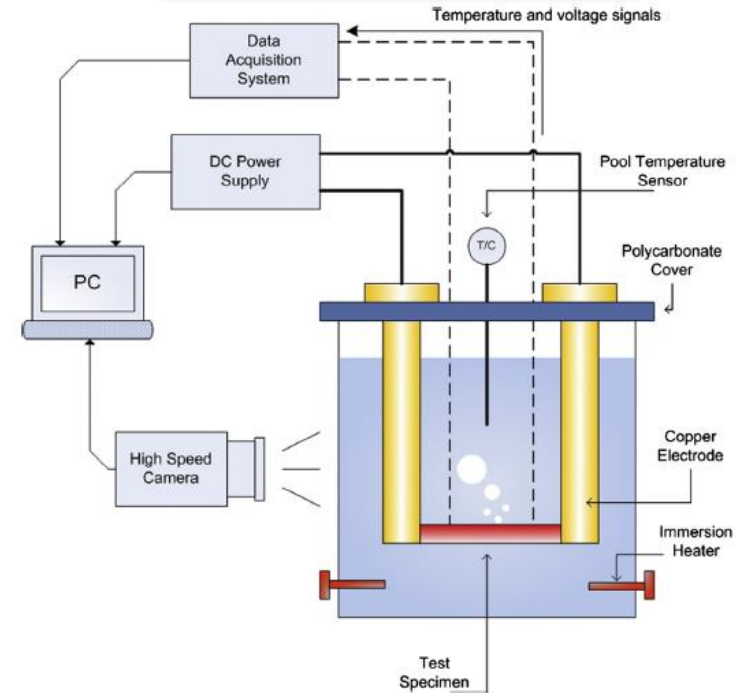 Temperature and voltage signals
Data
Acquisition
System
DC Power
Supply
Pool Temperature
Sensor
T/C
Polycarbonate
Cover
PC
High Speed
Camera
Copper
Electrode
Immersion
Heater
Test
Specimen